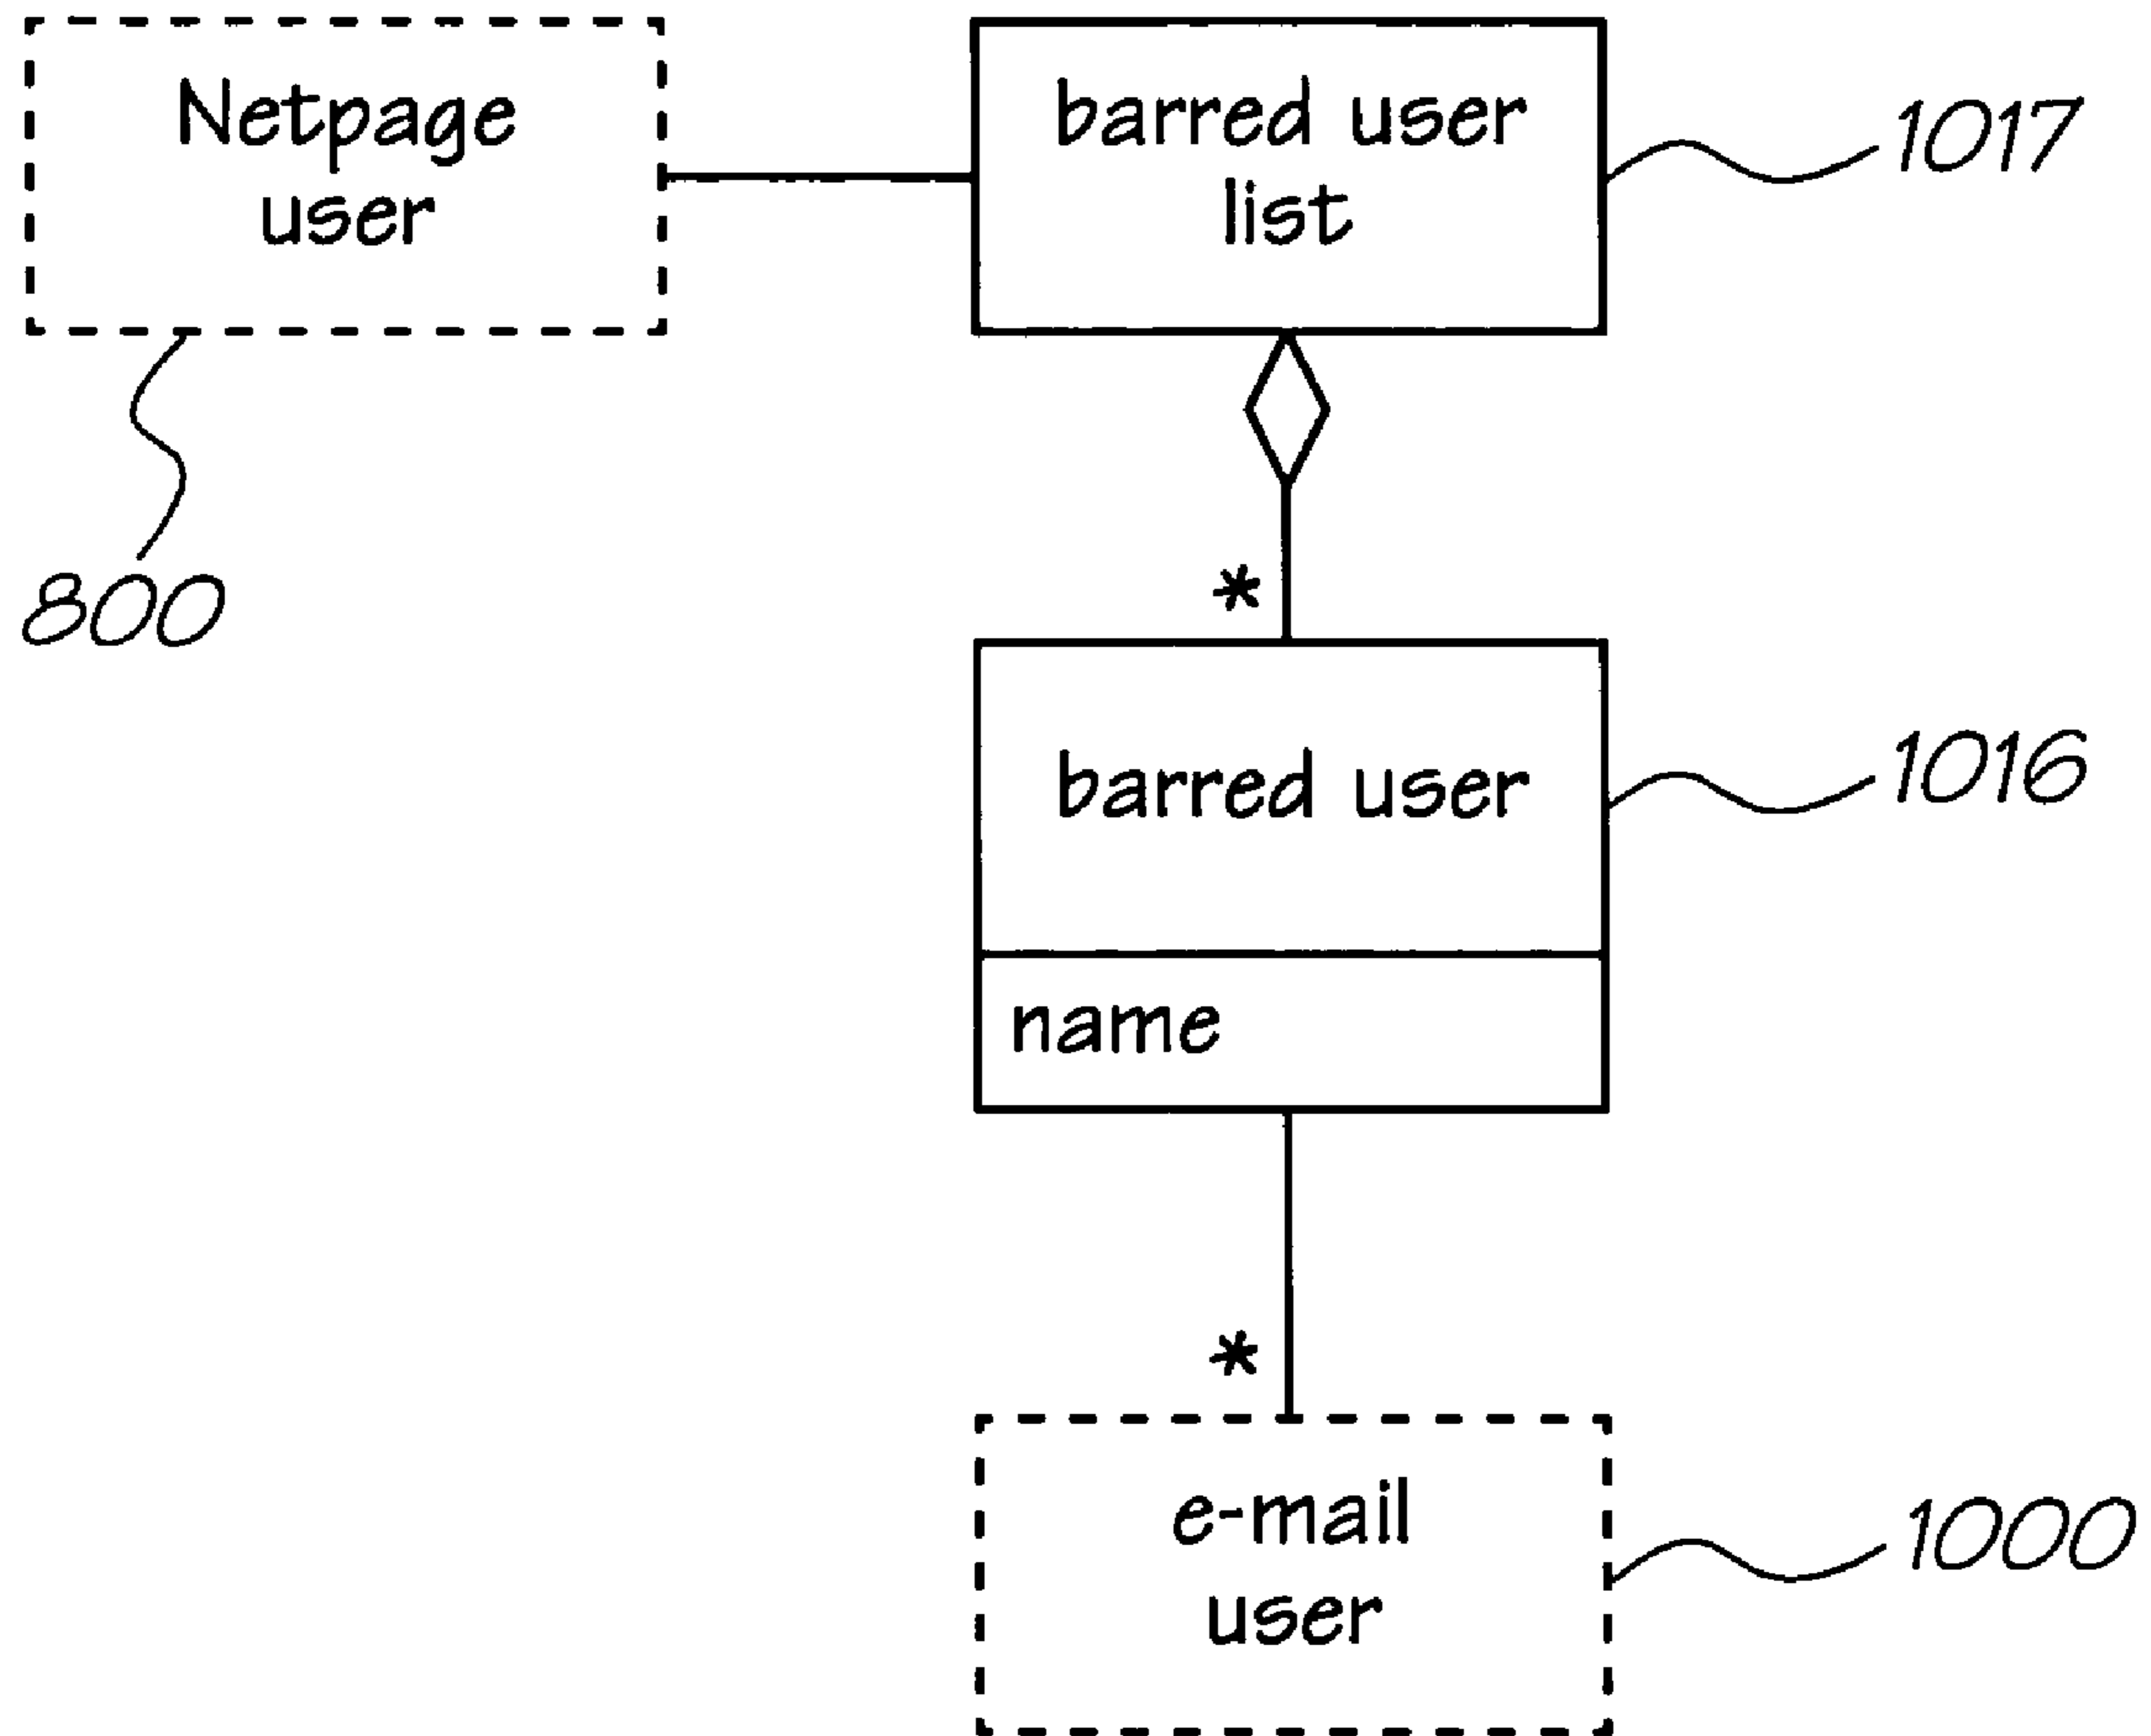 Netpage
user
barred user
list
1017
800
*
barred user
1016
name
*
e-mail
user
1000